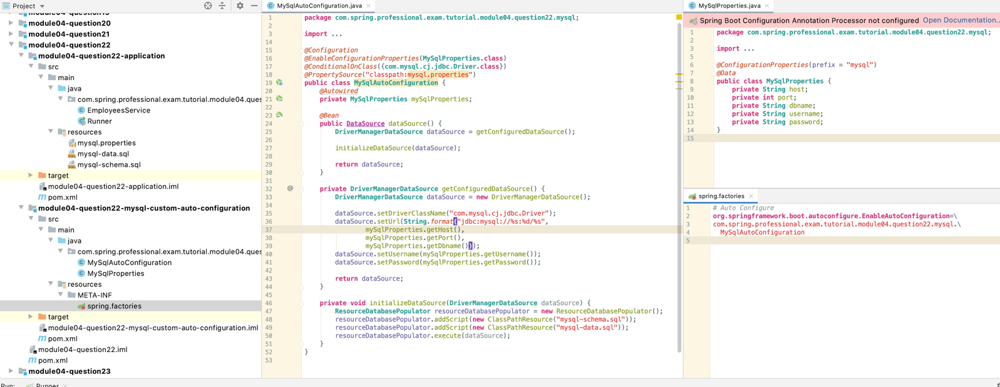 Project
module04-question19
module04-question20
module04-question21
module04-question22
module04-question22-application
src
main
java
com.spring.professional.exam.tutorial.module04.ques
EmployeesService
Runner
resources
mysql.properties
mysql-data.sql
mysql-schema.sql
target
module04-question22-application.iml
pom.xml
module04-question22-mysql-custom-auto-configuration
src
main
java
com.spring.professional.exam.tutorial.module04.ques
MySqlAutoConfiguration
MySqlProperties
resources
META-INF
spring.factories
target
module04-question22-mysql-custom-auto-configuration.iml
pom.xml
module04-question22.iml
pom.xml
module04-question23
Run: Runner
MySqlAutoConfiguration.java
1 package com.spring.professional.exam.tutorial.module04.question22.mysql;
2
3 import ...
14
15 @Configuration
16 @EnableConfigurationProperties(MySqlProperties.class)
17 @ConditionalOnClass({com.mysql.cj.jdbc.Driver.class})
18 @PropertySource("classpath:mysql.properties")
19 public class MySqlAutoConfiguration {
20 @Autowired
21 private MySqlProperties mySqlProperties;
22
23 @Bean
24 public DataSource dataSource() {
25 DriverManagerDataSource dataSource = getConfiguredDataSource();
26
27 initializeDataSource(dataSource);
28
29 return dataSource;
30 }
31
32 @ private DriverManagerDataSource getConfiguredDataSource() {
33 DriverManagerDataSource dataSource = new DriverManagerDataSource();
34
35 dataSource.setDriverClassName("com.mysql.cj.jdbc.Driver");
36 dataSource.setUrl(String.format("jdbc:mysql://%s:%d/%s",
37 mySqlProperties.getHost(),
38 mySqlProperties.getPort(),
39 mySqlProperties.getDbname()));
40 dataSource.setUsername(mySqlProperties.getUsername());
41 dataSource.setPassword(mySqlProperties.getPassword());
42
43 return dataSource;
44 }
45
46 private void initializeDataSource(DriverManagerDataSource dataSource) {
47 ResourceDatabasePopulator resourceDatabasePopulator = new ResourceDatabasePopulator();
48 resourceDatabasePopulator.addScript(new ClassPathResource("mysql-schema.sql"));
49 resourceDatabasePopulator.addScript(new ClassPathResource("mysql-data.sql"));
50 resourceDatabasePopulator.execute(dataSource);
51 }
52 }
53
MySqlProperties.java
Spring Boot Configuration Annotation Processor not configured Open Documentation...
1 package com.spring.professional.exam.tutorial.module04.question22.mysql;
2
3 import ...
5
6 @ConfigurationProperties(prefix = "mysql")
7 @Data
8 public class MySqlProperties {
9 private String host;
10 private int port;
11 private String dbname;
12 private String username;
13 private String password;
14 }
15
spring.factories
1 # Auto Configure
2 org.springframework.boot.autoconfigure.EnableAutoConfiguration=\
3 com.spring.professional.exam.tutorial.module04.question22.mysql.\
4 MySqlAutoConfiguration
5